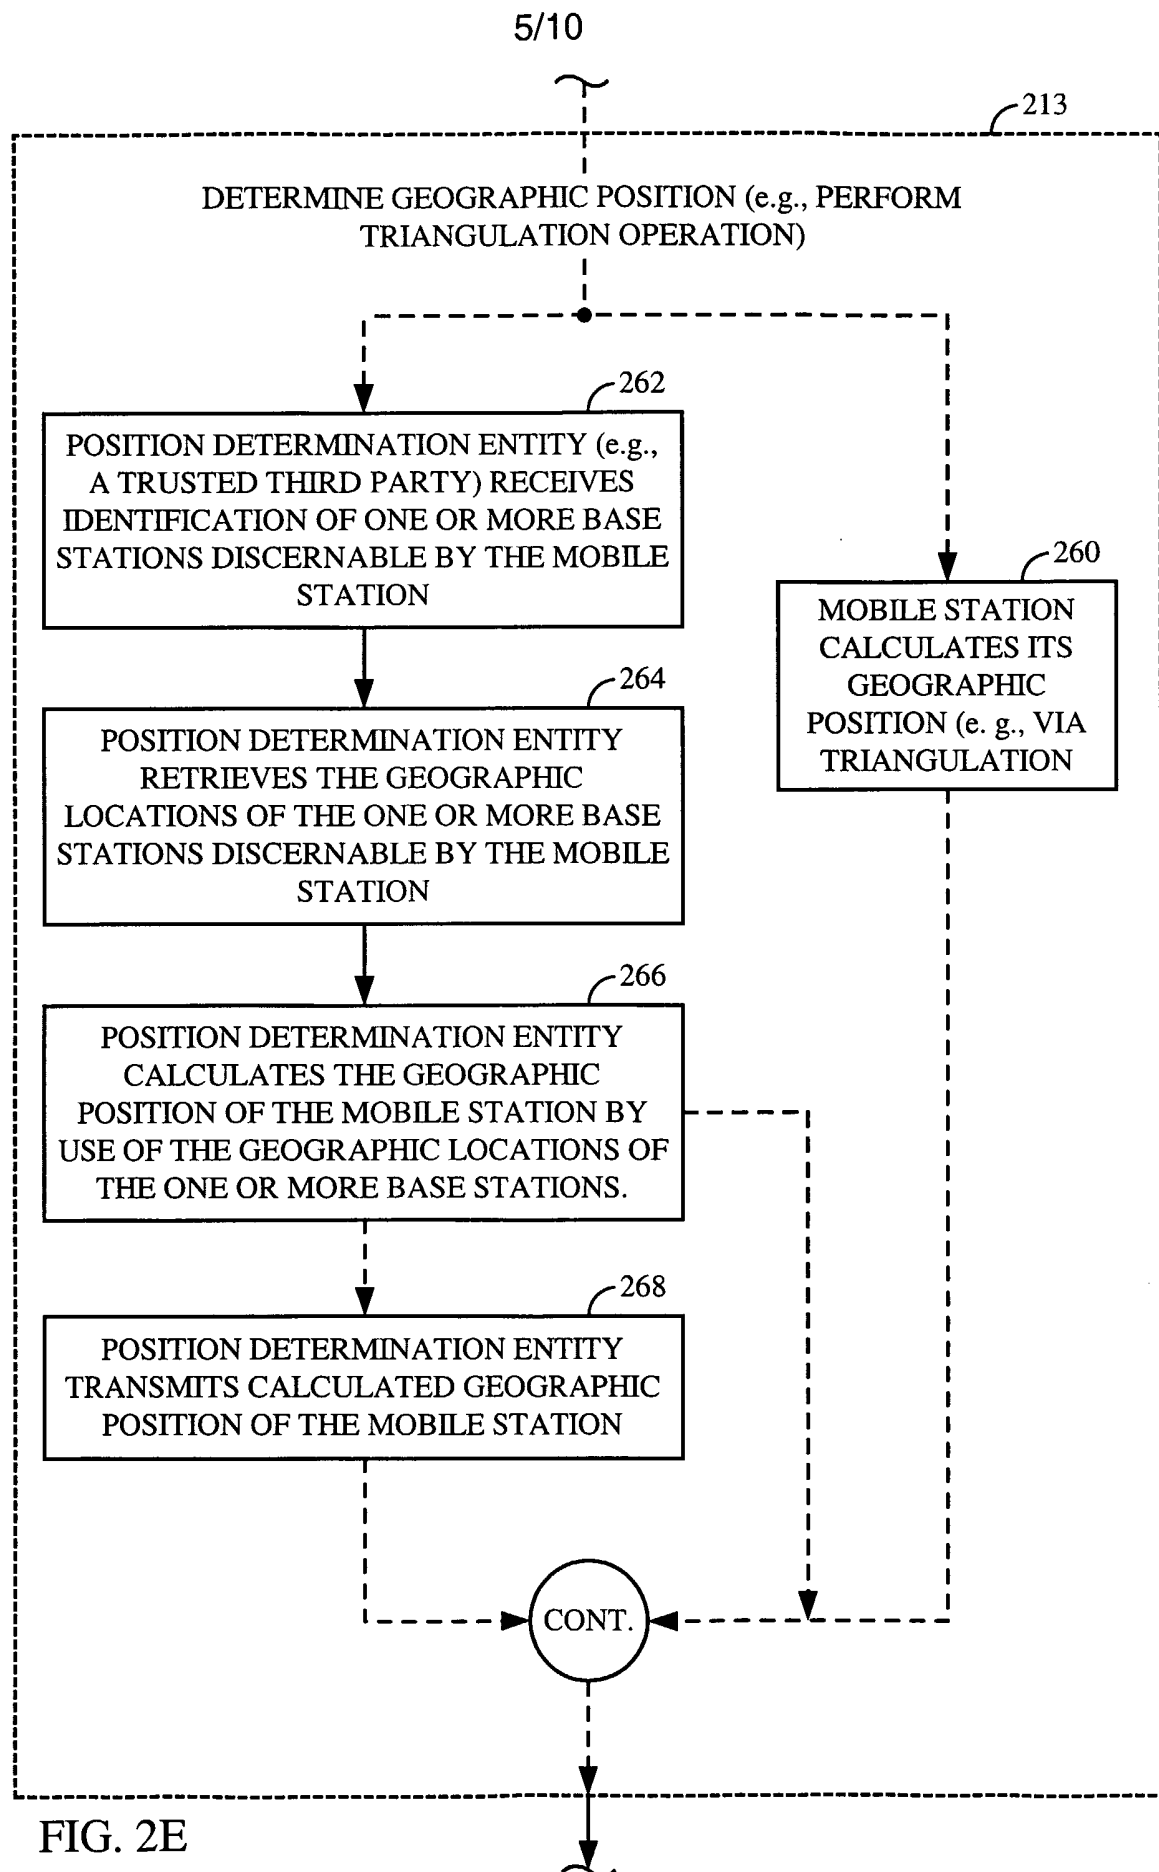 5/10
213
DETERMINE GEOGRAPHIC POSITION (e.g., PERFORM
TRIANGULATION OPERATION)
262
POSITION DETERMINATION ENTITY (e.g.,
A TRUSTED THIRD PARTY) RECEIVES
IDENTIFICATION OF ONE OR MORE BASE
STATIONS DISCERNABLE BY THE MOBILE
STATION
260
MOBILE STATION
CALCULATES ITS
GEOGRAPHIC
POSITION (e. g., VIA
TRIANGULATION
264
POSITION DETERMINATION ENTITY
RETRIEVES THE GEOGRAPHIC
LOCATIONS OF THE ONE OR MORE BASE
STATIONS DISCERNABLE BY THE MOBILE
STATION
266
POSITION DETERMINATION ENTITY
CALCULATES THE GEOGRAPHIC
POSITION OF THE MOBILE STATION BY
USE OF THE GEOGRAPHIC LOCATIONS OF
THE ONE OR MORE BASE STATIONS.
268
POSITION DETERMINATION ENTITY
TRANSMITS CALCULATED GEOGRAPHIC
POSITION OF THE MOBILE STATION
CONT.
FIG. 2E